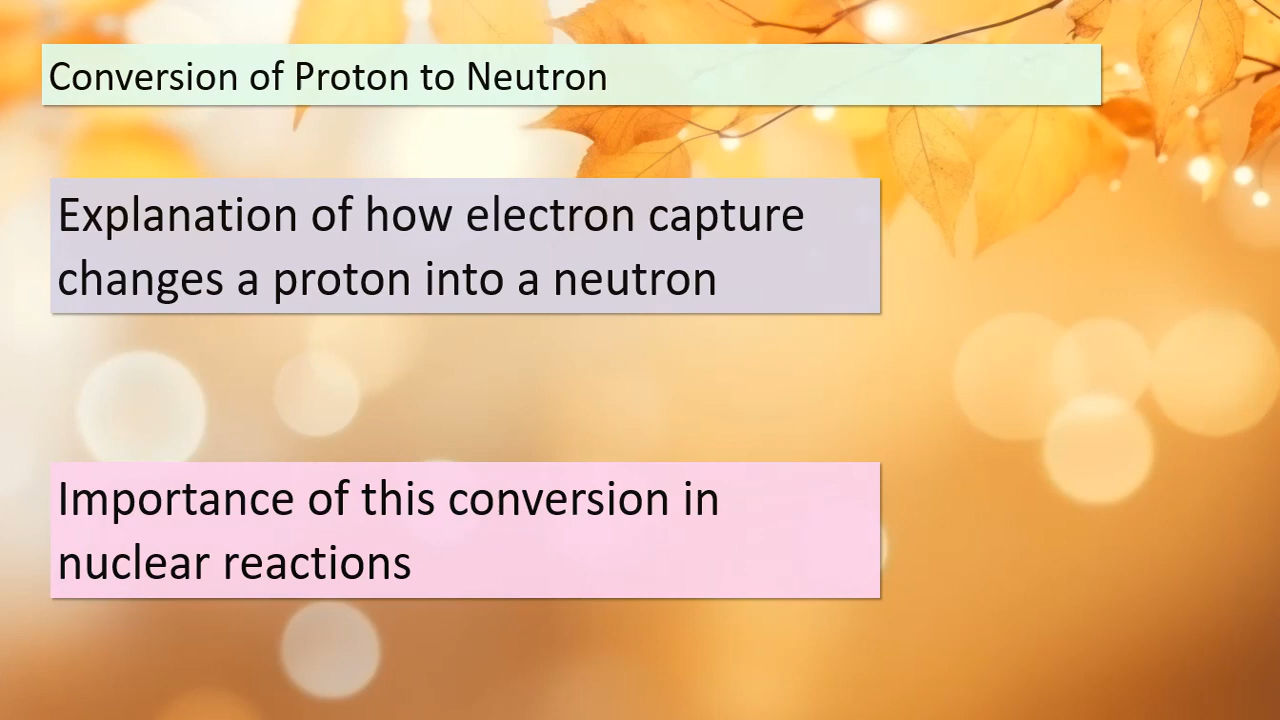 Conversion of Proton to Neutron
Explanation of how electron capture
changes a proton into a neutron
Importance of this conversion in
nuclear reactions